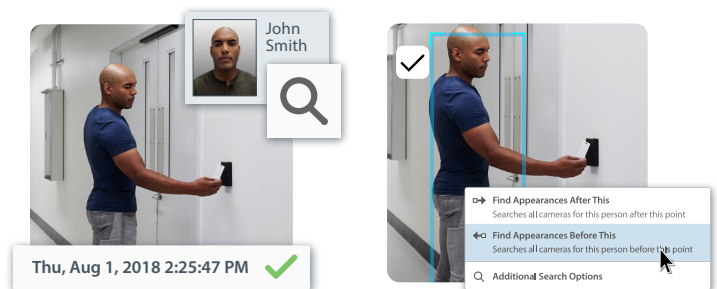 John
Smith
Thu, Aug 1, 2018 2:25:47 PM
Find Appearances After This
Searches all cameras for this person after this point
Find Appearances Before This
Searches all cameras for this person before this point
Additional Search Options